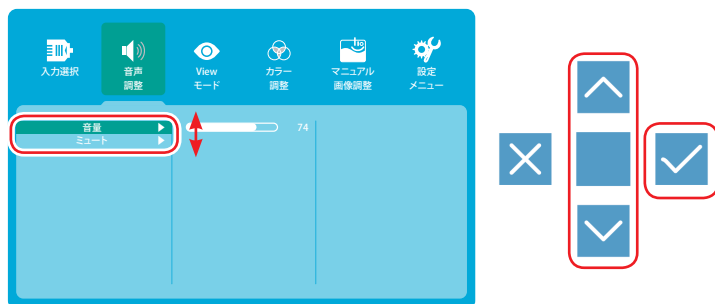 入力選択
音声
調整
View
モード
カラー
調整
マニュアル
画像調整
設定
メニュー
音量
74
ミュート